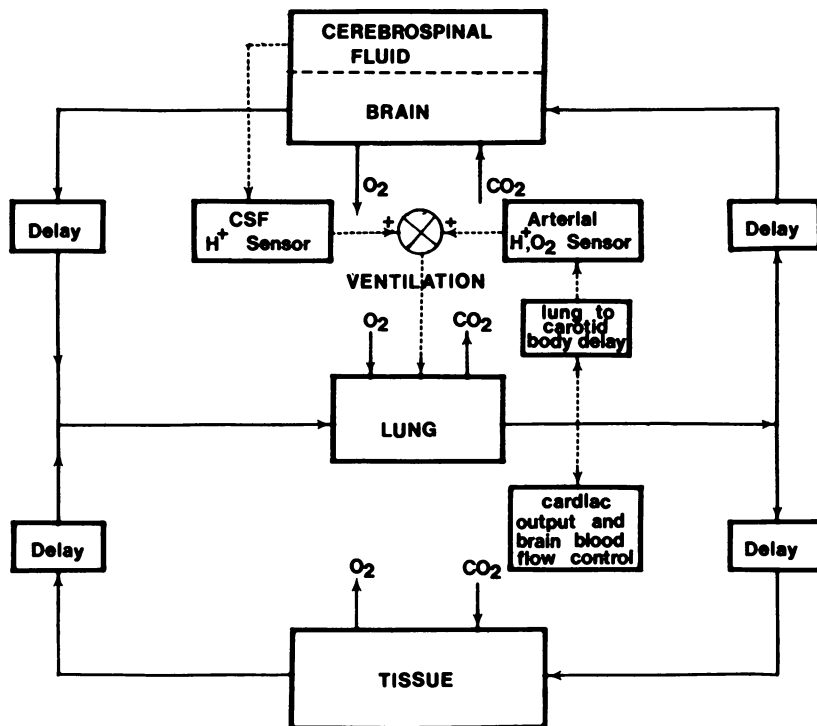 CEREBROSPINAL
FLUID
BRAIN
O2
CO2
Delay
CSF
H+ Sensor
+
+
Arterial
H+,O2 Sensor
Delay
VENTILATION
O2
CO2
lung to
carotid
body delay
LUNG
cardiac
output and
brain blood
flow control
Delay
Delay
O2
CO2
TISSUE